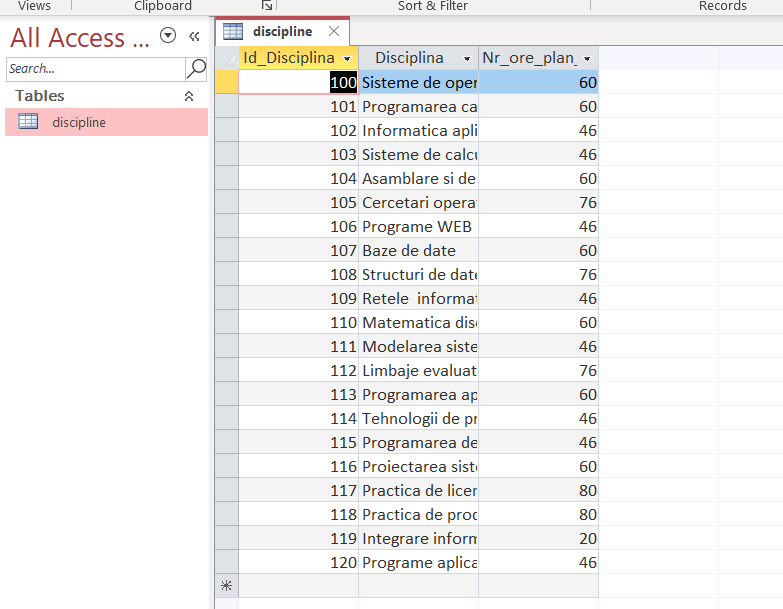 Views Clipboard Sort & Filter Records
All Access ...
Search...
Tables
discipline
discipline
Id_Disciplina Disciplina Nr_ore_plan_
100 Sisteme de oper 60
101 Programarea ca 60
102 Informatica apli 46
103 Sisteme de calcu 46
104 Asamblare si de 60
105 Cercetari operat 76
106 Programe WEB 46
107 Baze de date 60
108 Structuri de date 76
109 Retele informat 46
110 Matematica disc 60
111 Modelarea siste 46
112 Limbaje evaluat 76
113 Programarea ap 60
114 Tehnologii de pr 46
115 Programarea de 46
116 Proiectarea siste 60
117 Practica de licen 80
118 Practica de proc 80
119 Integrare inform 20
120 Programe aplica 46